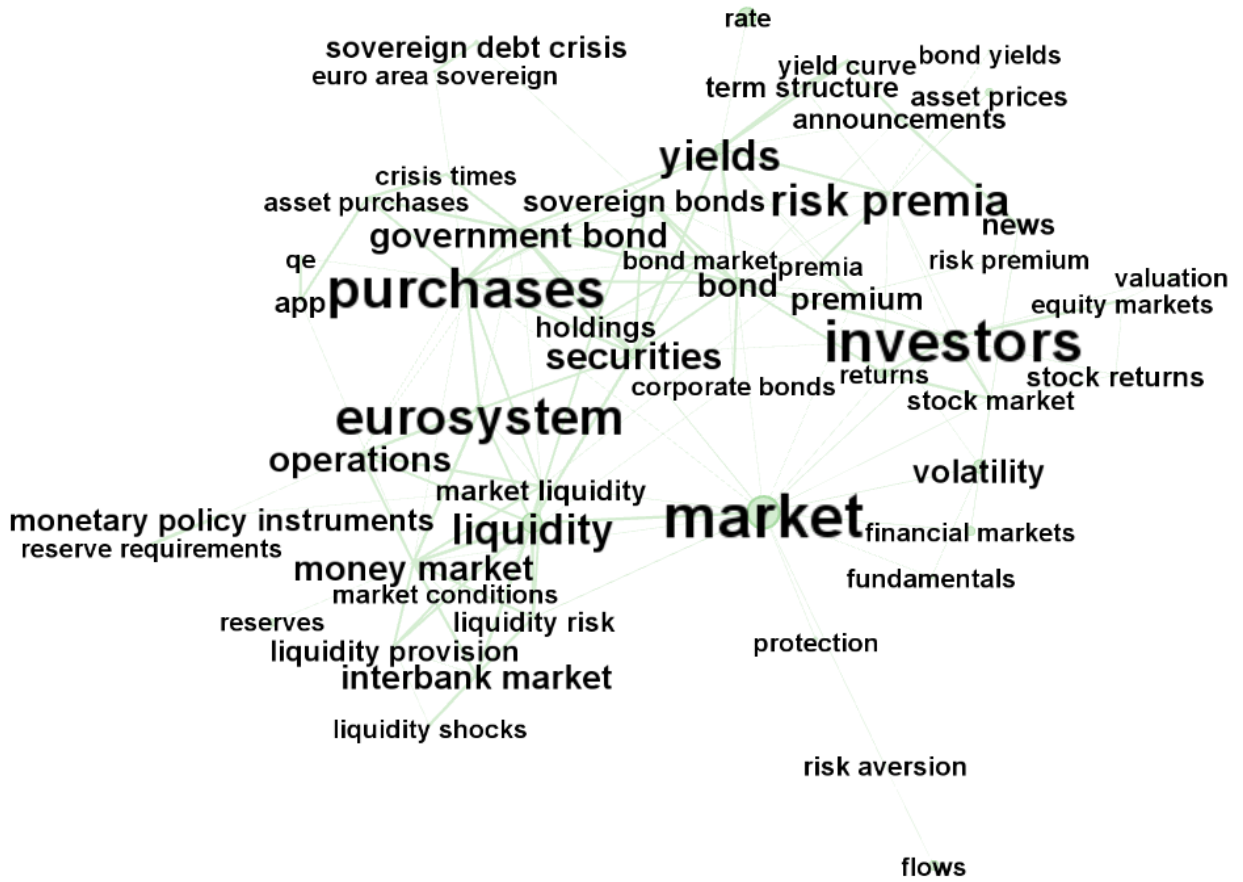 rate
sovereign debt crisis
bond yields
yield curve
euro area sovereign
term structure
asset prices
announcements
yields
crisis times
asset purchases
sovereign bonds
risk premia
news
government bond
qe
bond market
premia
risk premium
valuation
bond
purchases
app
premium
equity markets
holdings
investors
securities
corporate bonds
returns
stock returns
stock market
eurosystem
operations
volatility
market liquidity
monetary policy instruments
liquidity
market
financial markets
reserve requirements
money market
fundamentals
market conditions
reserves
liquidity risk
protection
liquidity provision
interbank market
liquidity shocks
risk aversion
flows